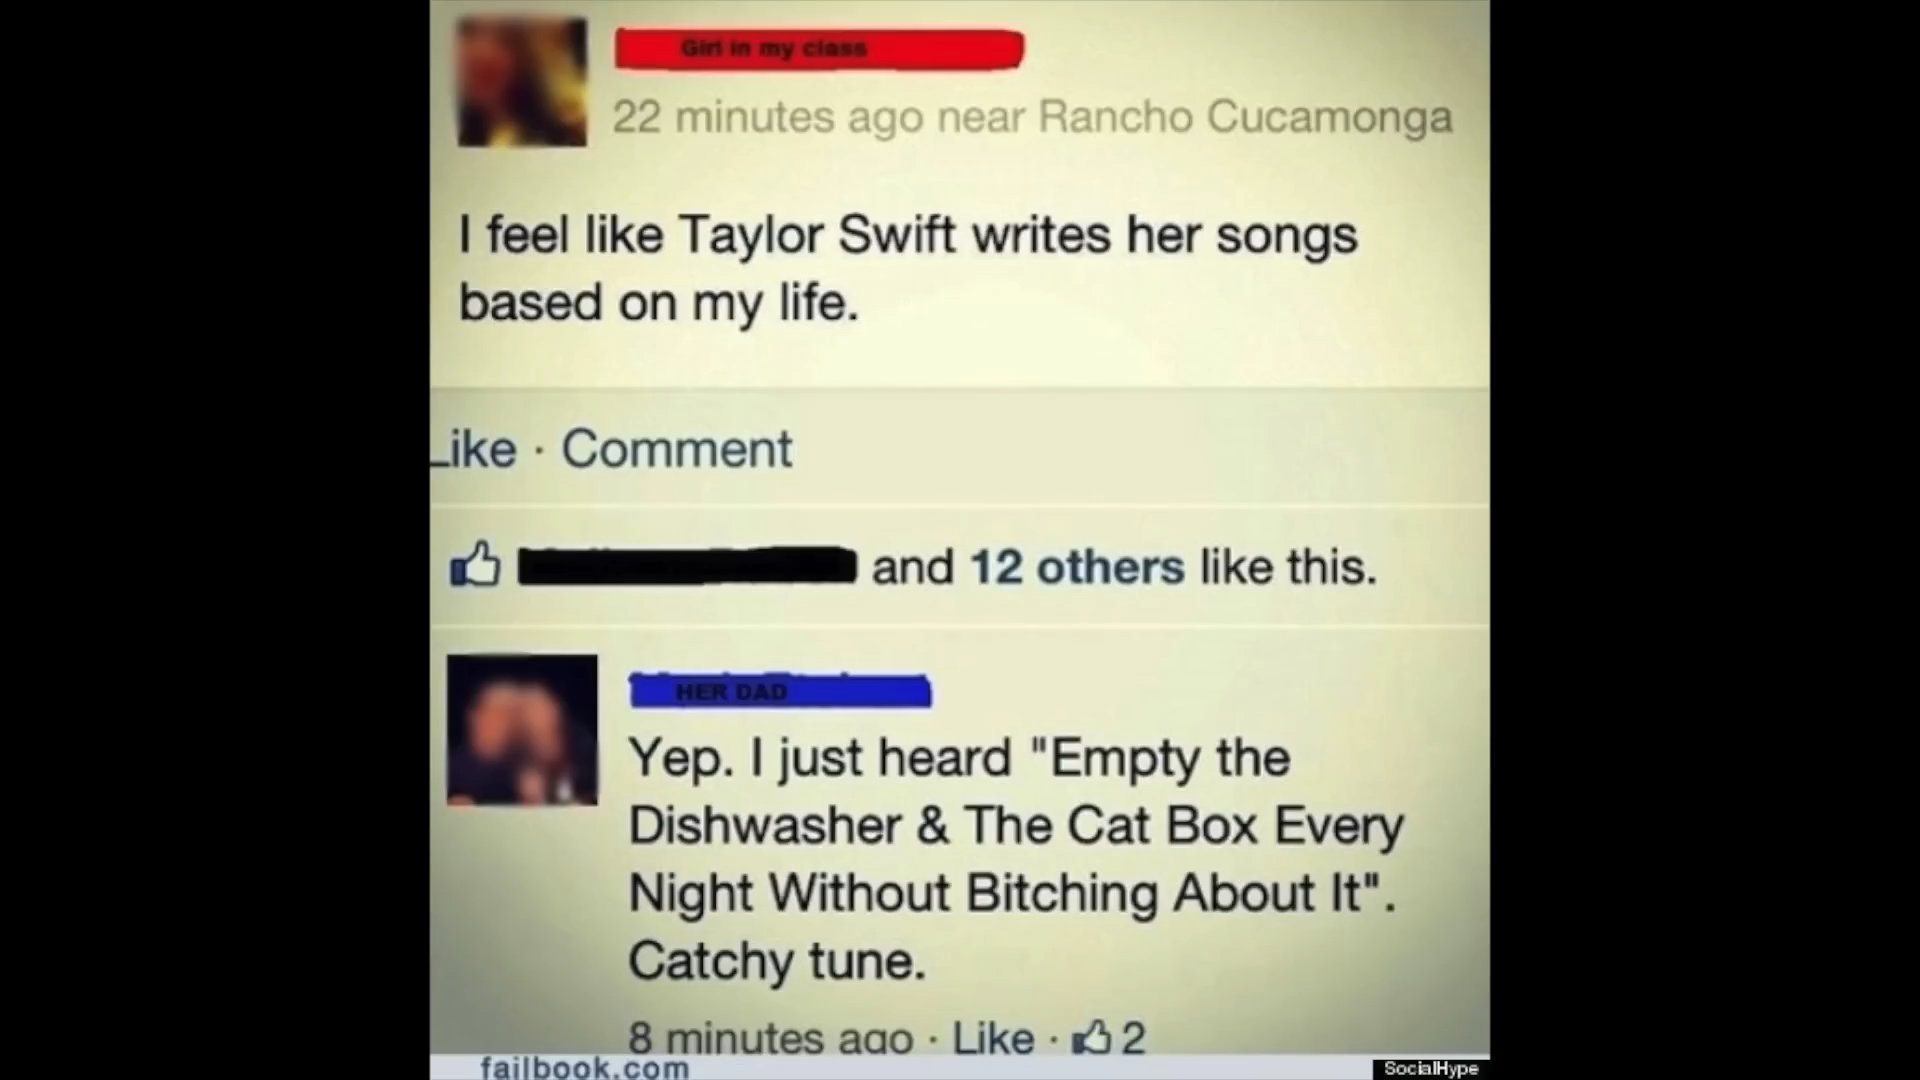 Girl in my class
22 minutes ago near Rancho Cucamonga
I feel like Taylor Swift writes her songs
based on my life.
Like · Comment
and 12 others like this.
HER DAD
Yep. I just heard "Empty the
Dishwasher & The Cat Box Every
Night Without Bitching About It".
Catchy tune.
8 minutes ago · Like · 2
failbook.com
SocialHype